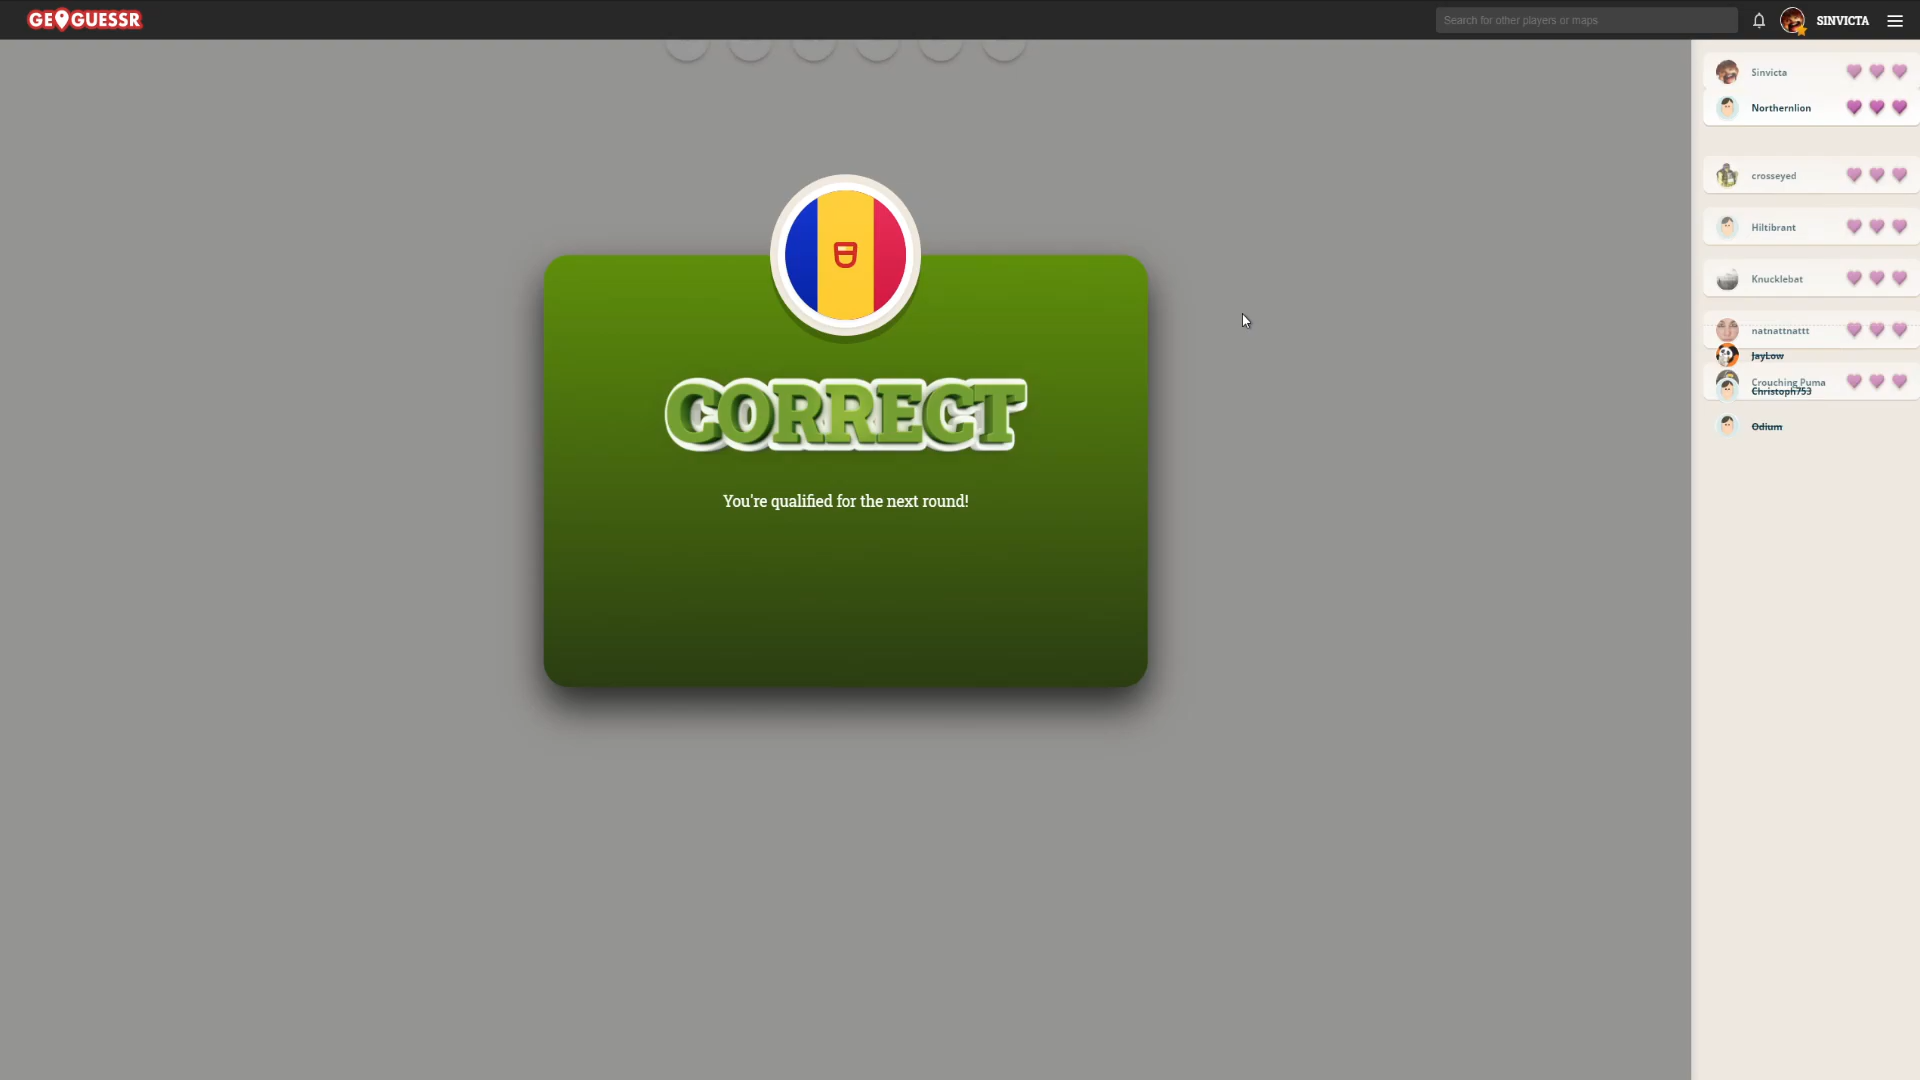 GEOGUESSR
Search for other players or maps
SINVICTA
Sinvicta
Northernlion
crosseyed
Hiltibrant
Knucklebat
natnattnattt
JayLow
Crouching Puma
Christoph753
Odium
CORRECT
You're qualified for the next round!